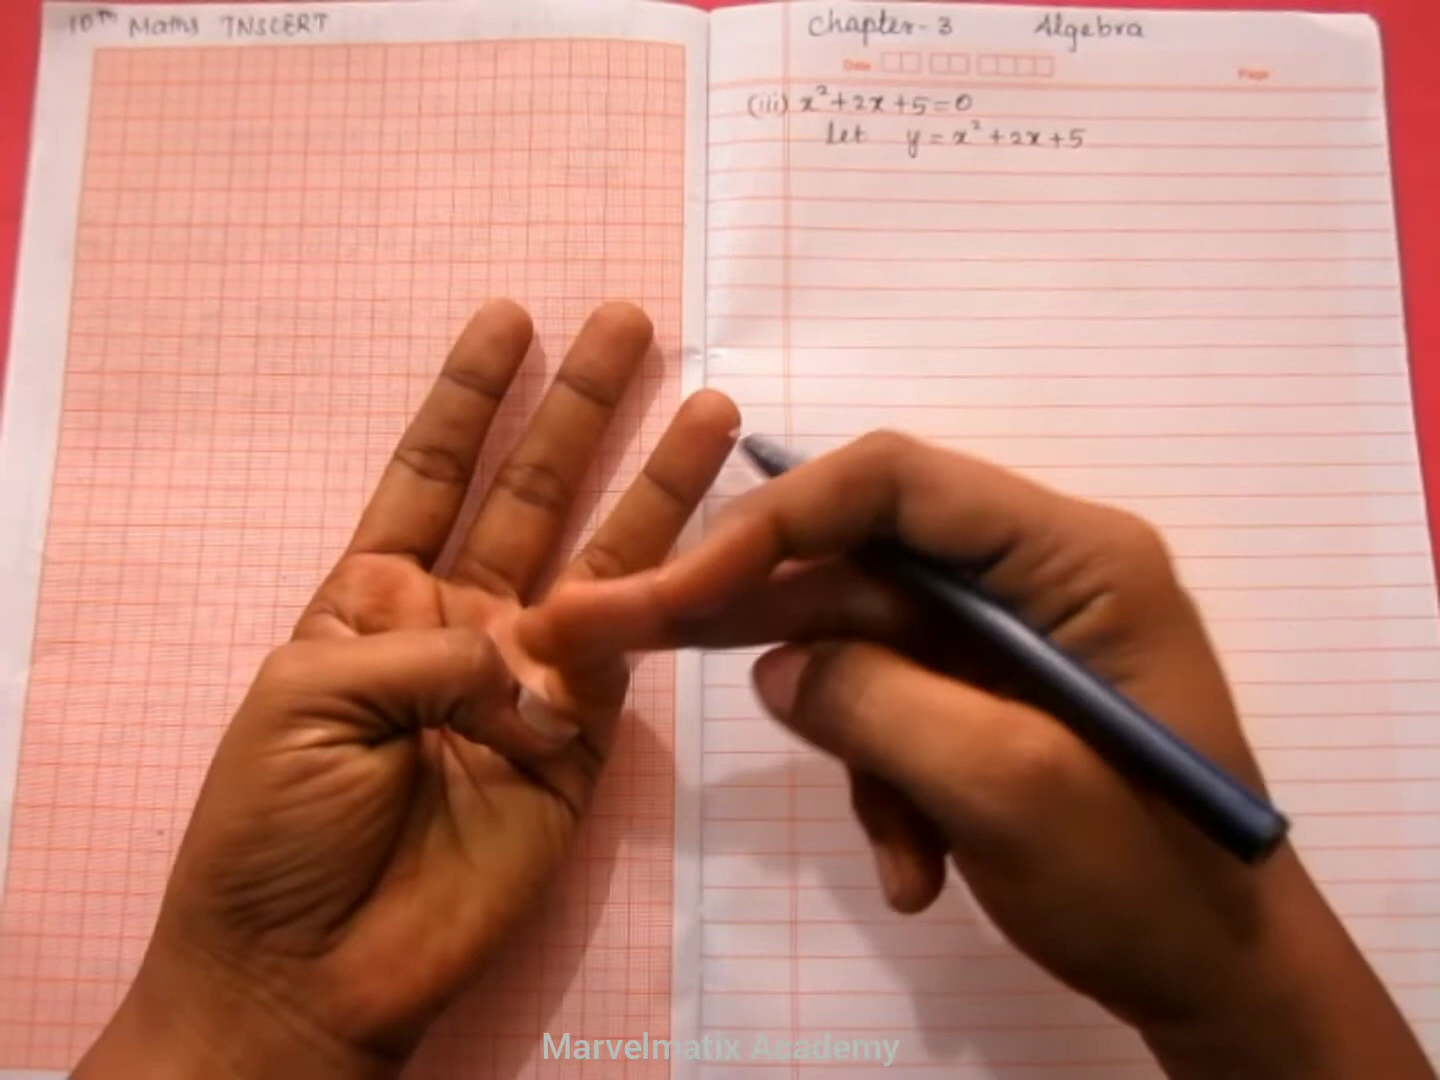 10th Maths TNSCERT
Chapter-3 Algebra
Date
Page
(iii) x²+2x+5=0
Let y=x²+2x+5
Marvelmatix Academy